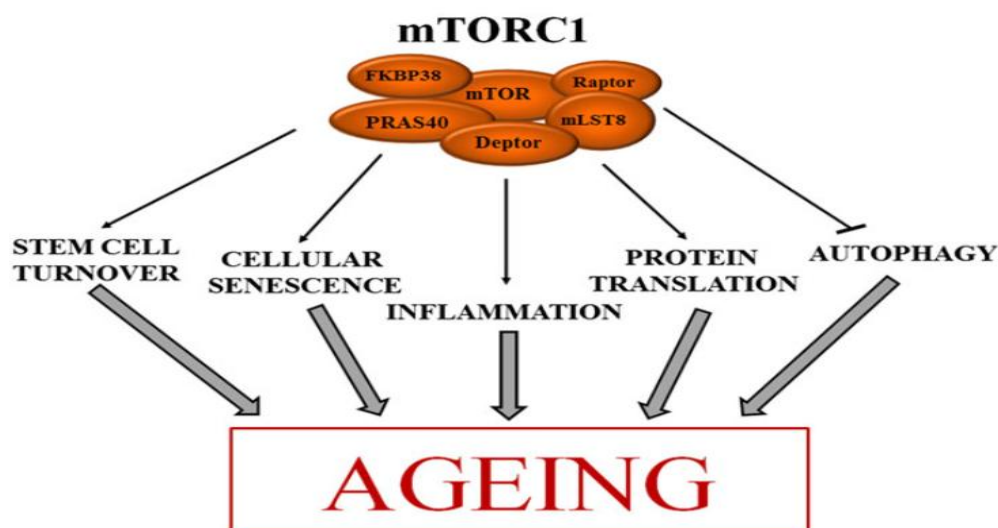 mTORC1
FKBP38
mTOR
Raptor
PRAS40
mLST8
Deptor
STEM CELL
TURNOVER
CELLULAR
SENESCENCE
INFLAMMATION
PROTEIN
TRANSLATION
AUTOPHAGY
AGEING